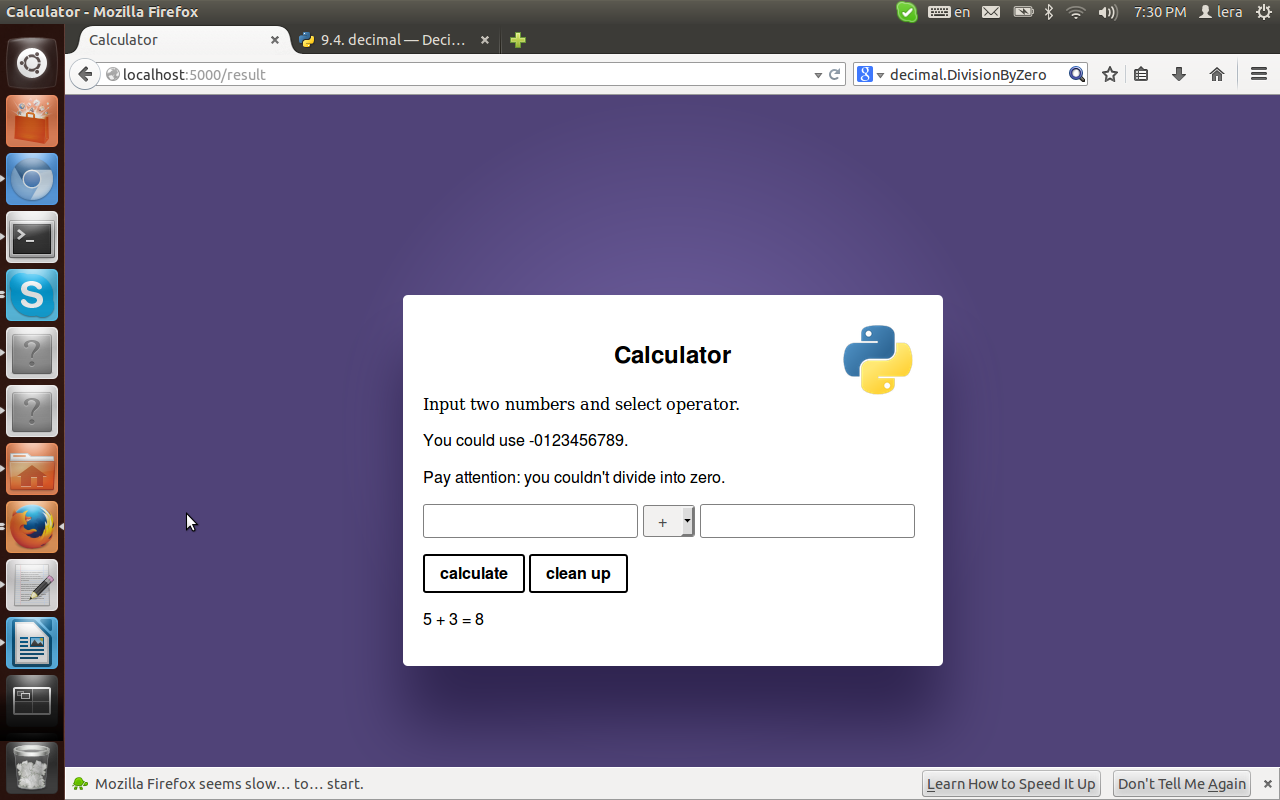 Calculator - Mozilla Firefox
en
7:30 PM
lera
Calculator
9.4. decimal — Deci...
localhost:5000/result
decimal.DivisionByZero
Calculator
Input two numbers and select operator.
You could use -0123456789.
Pay attention: you couldn't divide into zero.
+
calculate
clean up
5 + 3 = 8
Mozilla Firefox seems slow... to... start.
Learn How to Speed It Up
Don't Tell Me Again